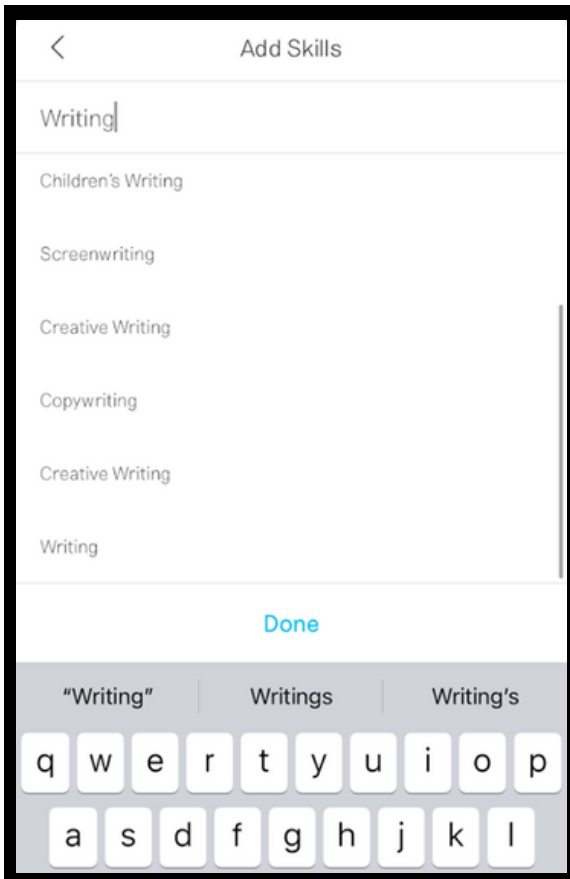 Add Skills
Writing
Children's Writing
Screenwriting
Creative Writing
Copywriting
Creative Writing
Writing
Done
“Writing” Writings Writing's
q w e r t y u i o p
a s d f g h j k l